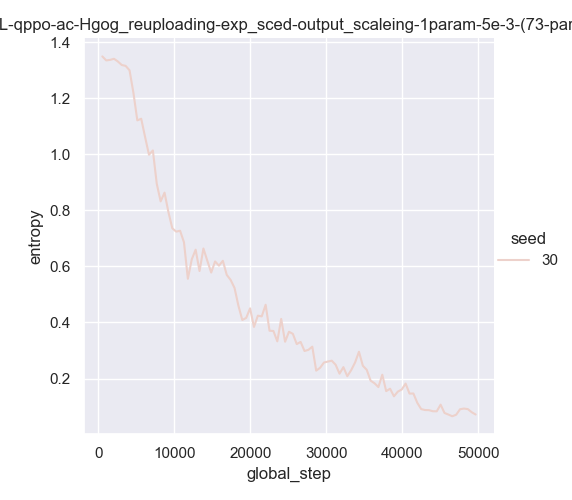 L-qppo-ac-Hgog_reuploading-exp_sced-output_scaleing-1param-5e-3-(73-par
1.4
1.2
1.0
0.8
0.6
0.4
0.2
entropy
0 10000 20000 30000 40000 50000
global_step
seed
30